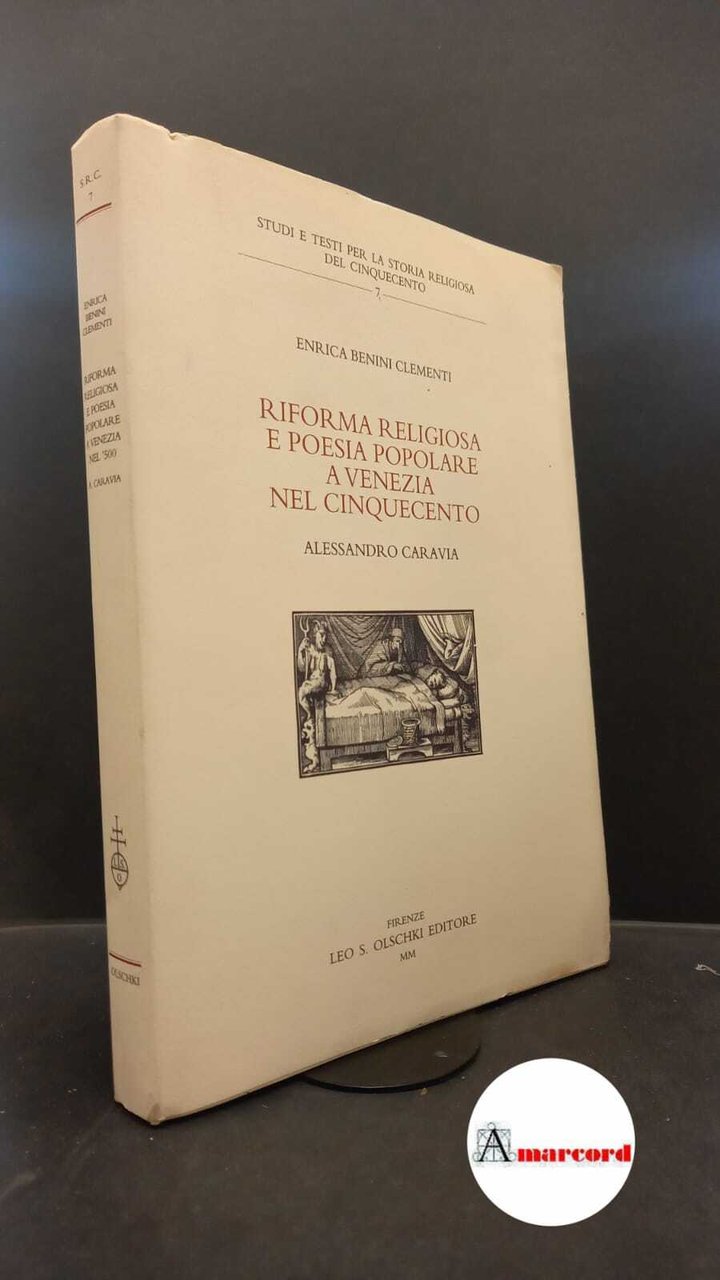 S.R.C.
7
ENRICA
BENINI
CLEMENTI
RIFORMA
RELIGIOSA
E POESIA
POPOLARE
A VENEZIA
NEL '500
A. CARAVIA
L S
O
OLSCHKI
STUDI E TESTI PER LA STORIA RELIGIOSA
DEL CINQUECENTO
7
ENRICA BENINI CLEMENTI
RIFORMA RELIGIOSA
E POESIA POPOLARE
A VENEZIA
NEL CINQUECENTO
ALESSANDRO CARAVIA
FIRENZE
LEO S. OLSCHKI EDITORE
MM
Amarcord